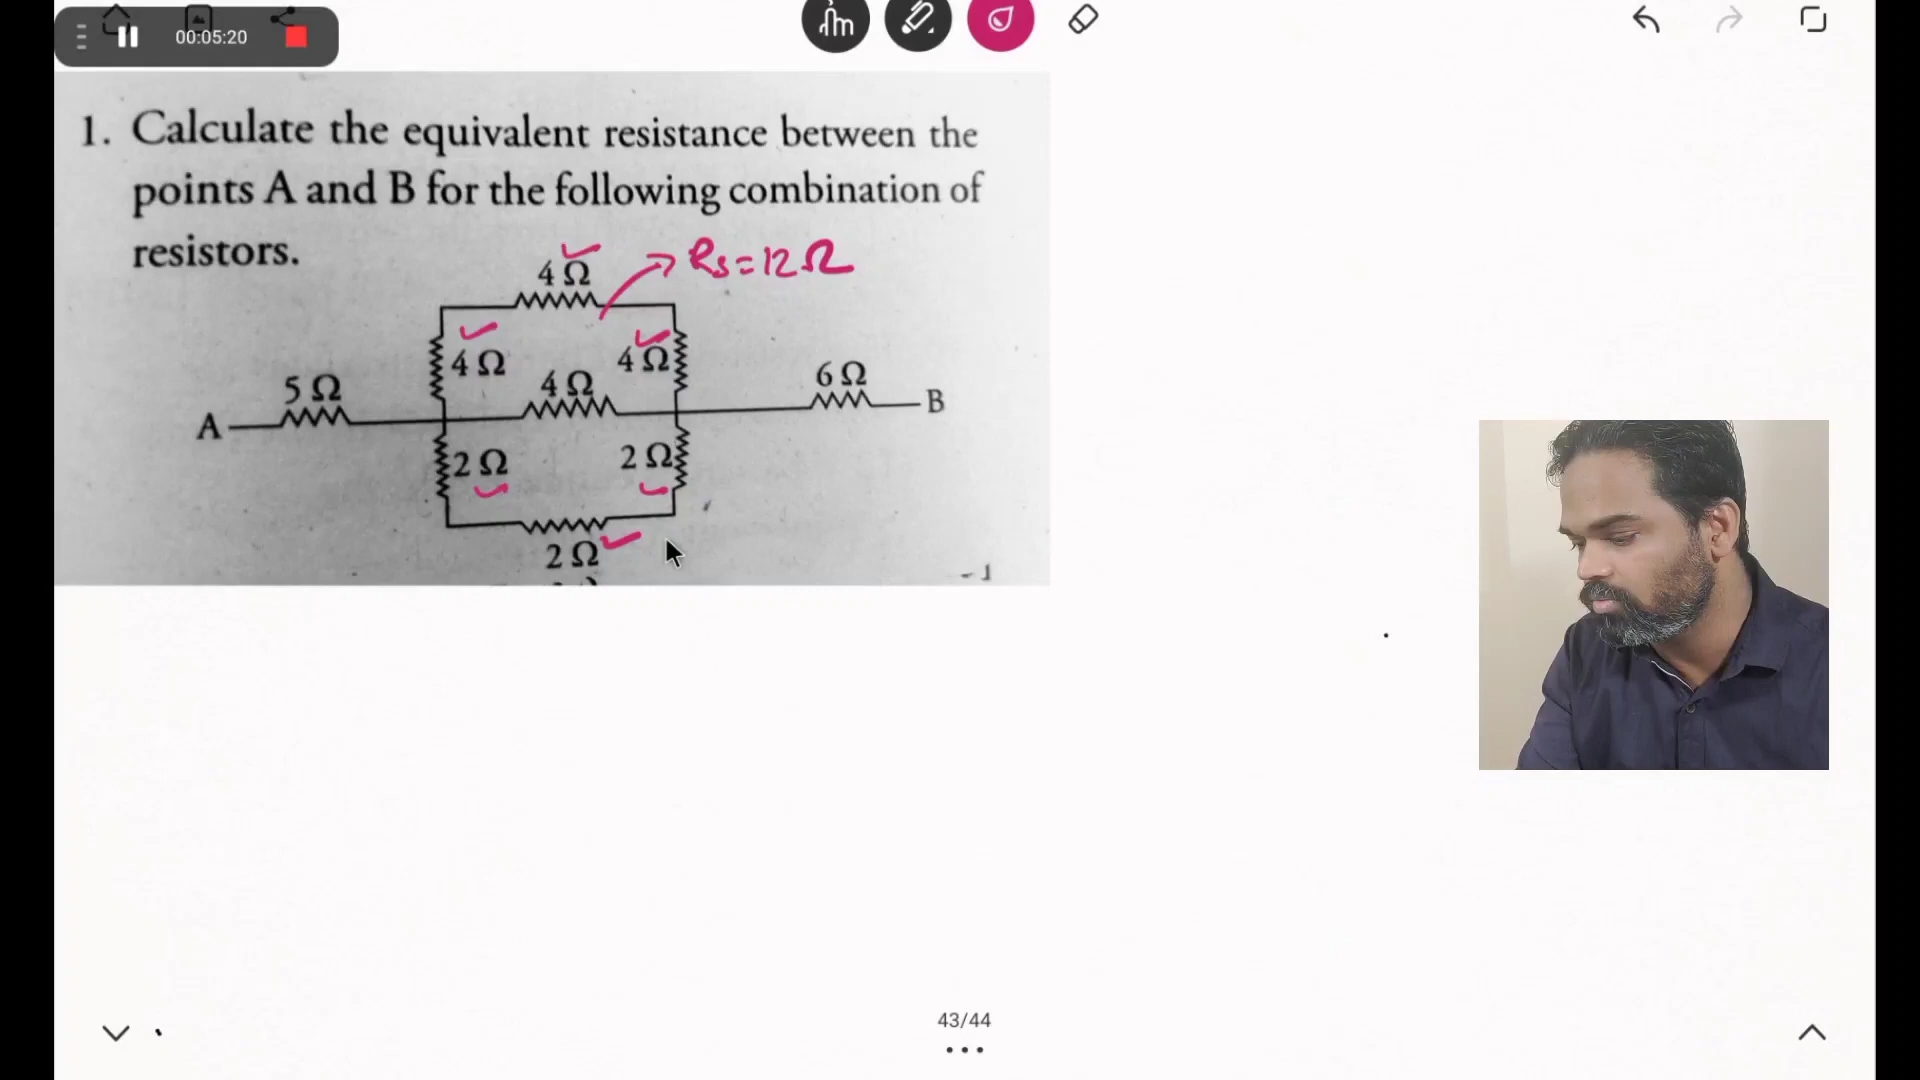 00:05:20
1. Calculate the equivalent resistance between the
points A and B for the following combination of
resistors.
4 Ω
Rs = 12 Ω
4 Ω
4 Ω
5 Ω
4 Ω
6 Ω
A
B
2 Ω
2 Ω
2 Ω
43/44